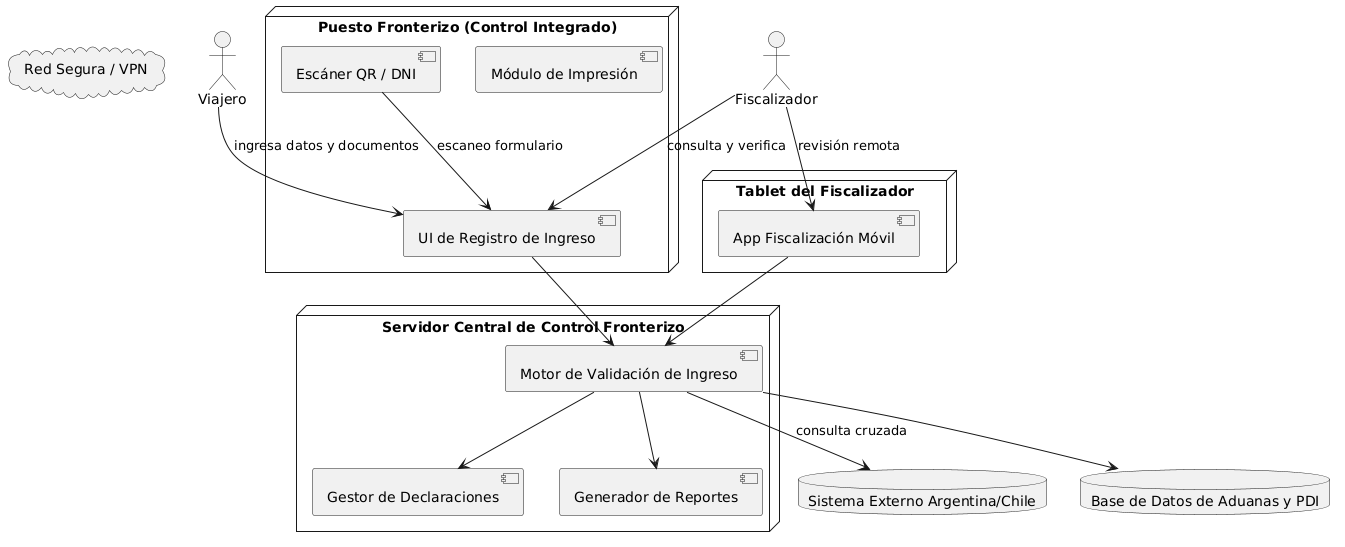 Puesto Fronterizo (Control Integrado)
Red Segura / VPN
Escáner QR / DNI
Módulo de Impresión
Viajero
Fiscalizador
ingresa datos y documentos
escaneo formulario
consulta y verifica
revisión remota
Tablet del Fiscalizador
UI de Registro de Ingreso
App Fiscalización Móvil
Servidor Central de Control Fronterizo
Motor de Validación de Ingreso
consulta cruzada
Gestor de Declaraciones
Generador de Reportes
Sistema Externo Argentina/Chile
Base de Datos de Aduanas y PDI